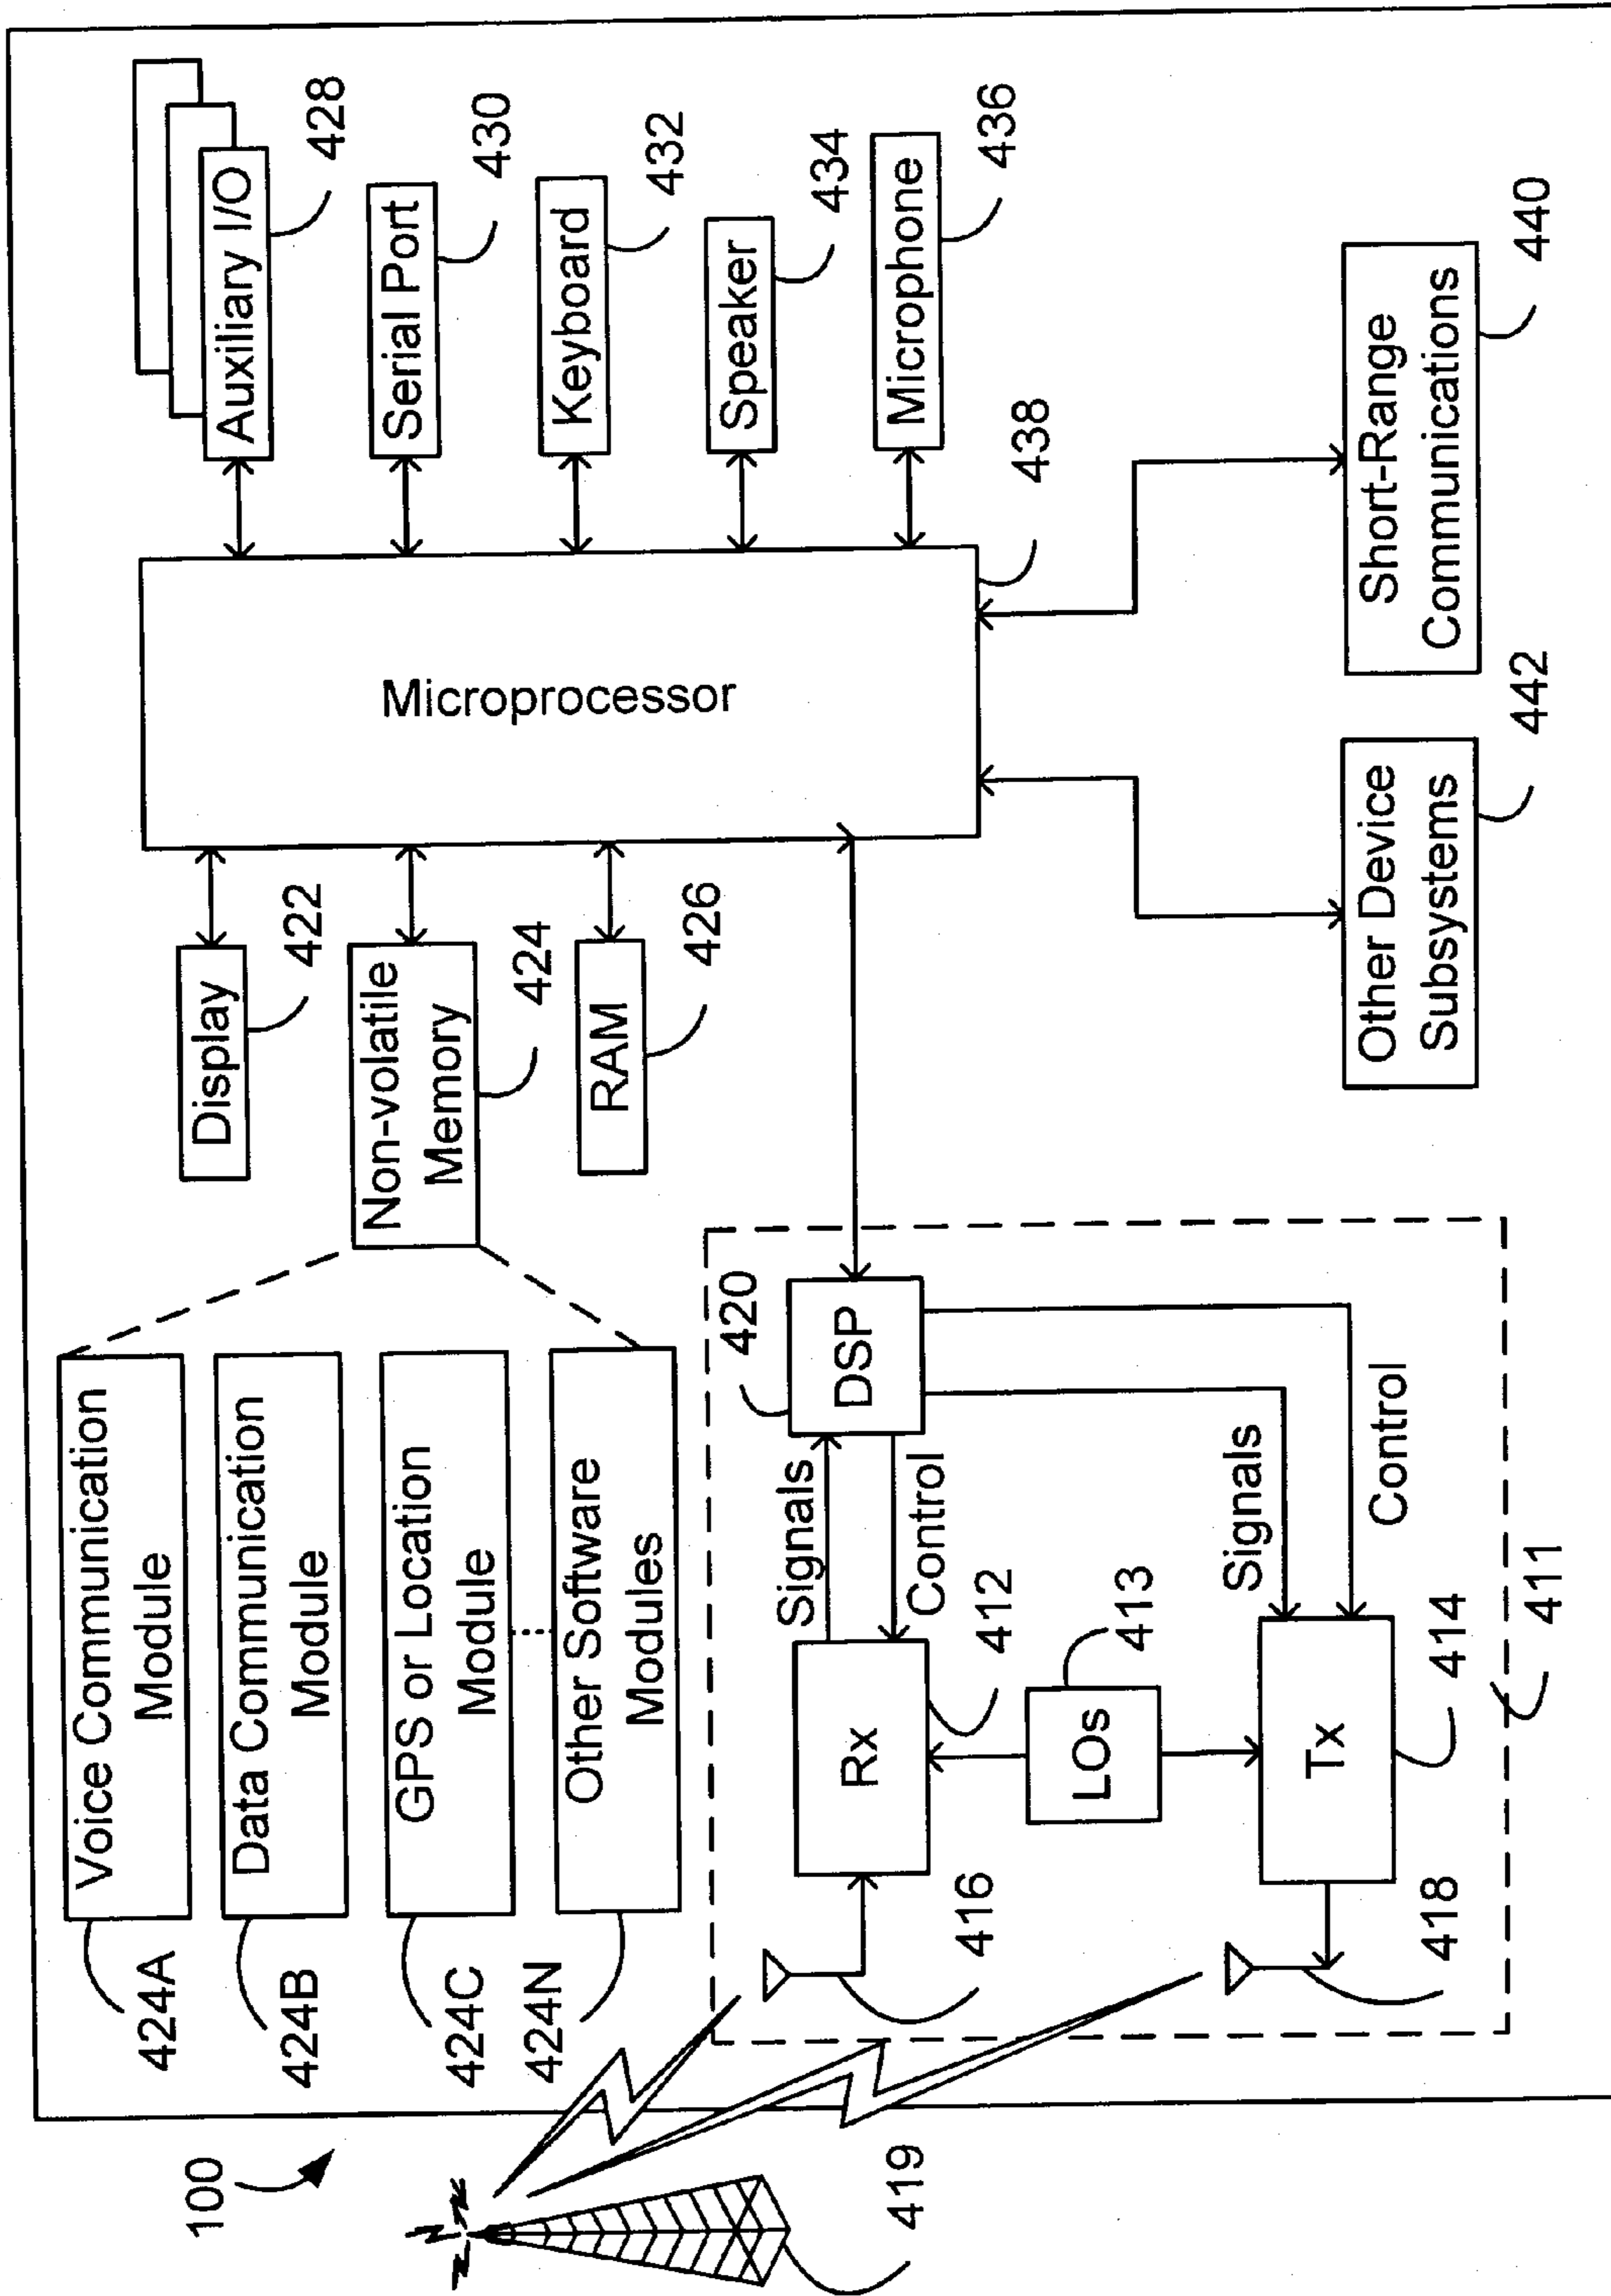 100
419
Voice Communication
Module
424A
Data Communication
Module
424B
GPS or Location
Module
424C
Other Software
Modules
424N
Display
422
Non-volatile
Memory
424
RAM
426
Microprocessor
438
Auxiliary I/O
428
Serial Port
430
Keyboard
432
Speaker
434
Microphone
436
Short-Range
Communications
440
Other Device
Subsystems
442
DSP
420
Signals
Control
Rx
412
416
LOs
413
Signals
Control
Tx
414
418
411